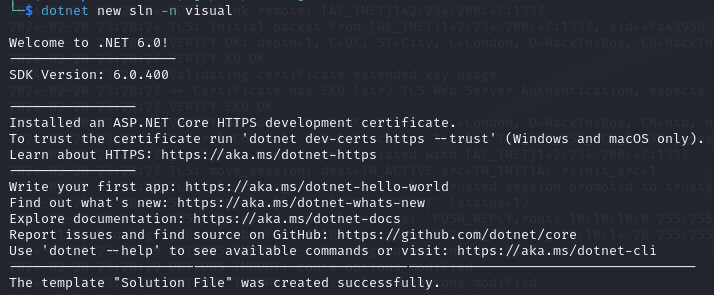 └─$ dotnet new sln -n visual
Welcome to .NET 6.0!
---------------------
SDK Version: 6.0.400
----------------
Installed an ASP.NET Core HTTPS development certificate.
To trust the certificate run 'dotnet dev-certs https --trust' (Windows and macOS only).
Learn about HTTPS: https://aka.ms/dotnet-https
----------------
Write your first app: https://aka.ms/dotnet-hello-world
Find out what's new: https://aka.ms/dotnet-whats-new
Explore documentation: https://aka.ms/dotnet-docs
Report issues and find source on GitHub: https://github.com/dotnet/core
Use 'dotnet --help' to see available commands or visit: https://aka.ms/dotnet-cli
--------------------------------------------------------------------------------------
The template "Solution File" was created successfully.